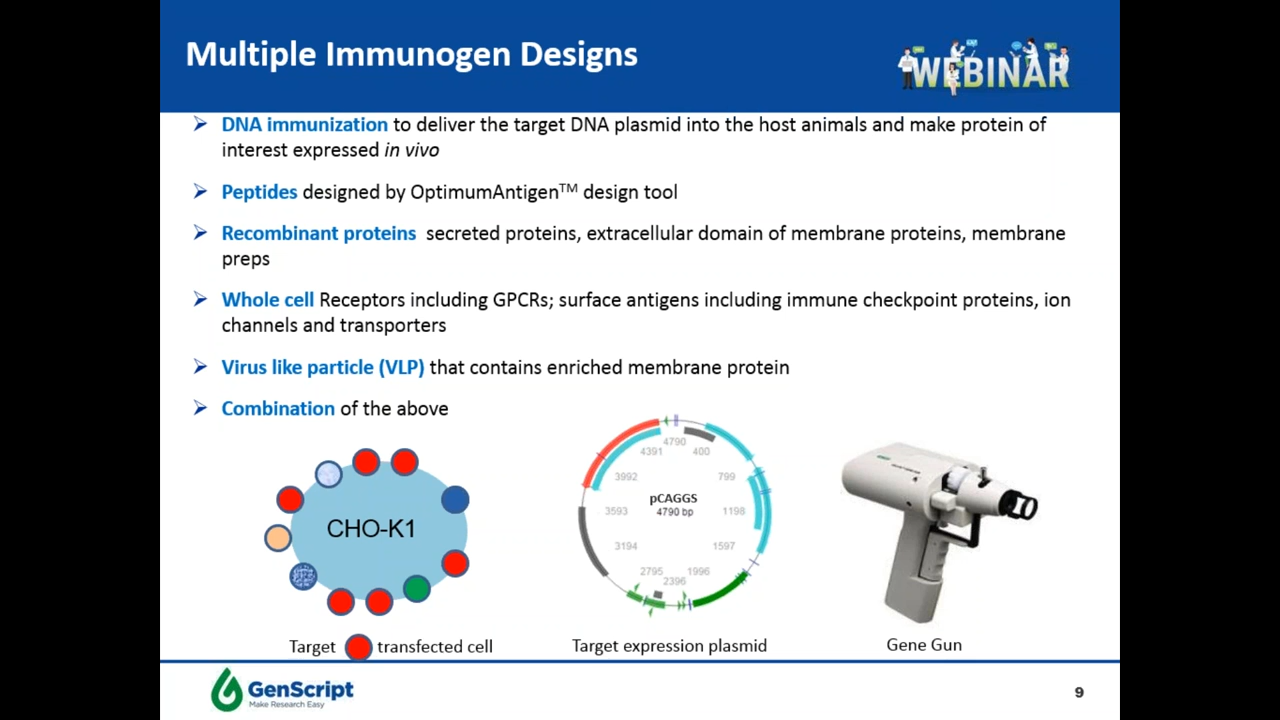 Multiple Immunogen Designs
WEBINAR
➢ DNA immunization to deliver the target DNA plasmid into the host animals and make protein of
interest expressed in vivo
➢ Peptides designed by OptimumAntigen™ design tool
➢ Recombinant proteins secreted proteins, extracellular domain of membrane proteins, membrane
preps
➢ Whole cell Receptors including GPCRs; surface antigens including immune checkpoint proteins, ion
channels and transporters
➢ Virus like particle (VLP) that contains enriched membrane protein
➢ Combination of the above
CHO-K1
Target transfected cell
4790
400
4391
799
3992
pCAGGS
4790 bp
3593
1198
3194
1597
2795
1996
2396
Target expression plasmid
Gene Gun
GenScript
Make Research Easy
9